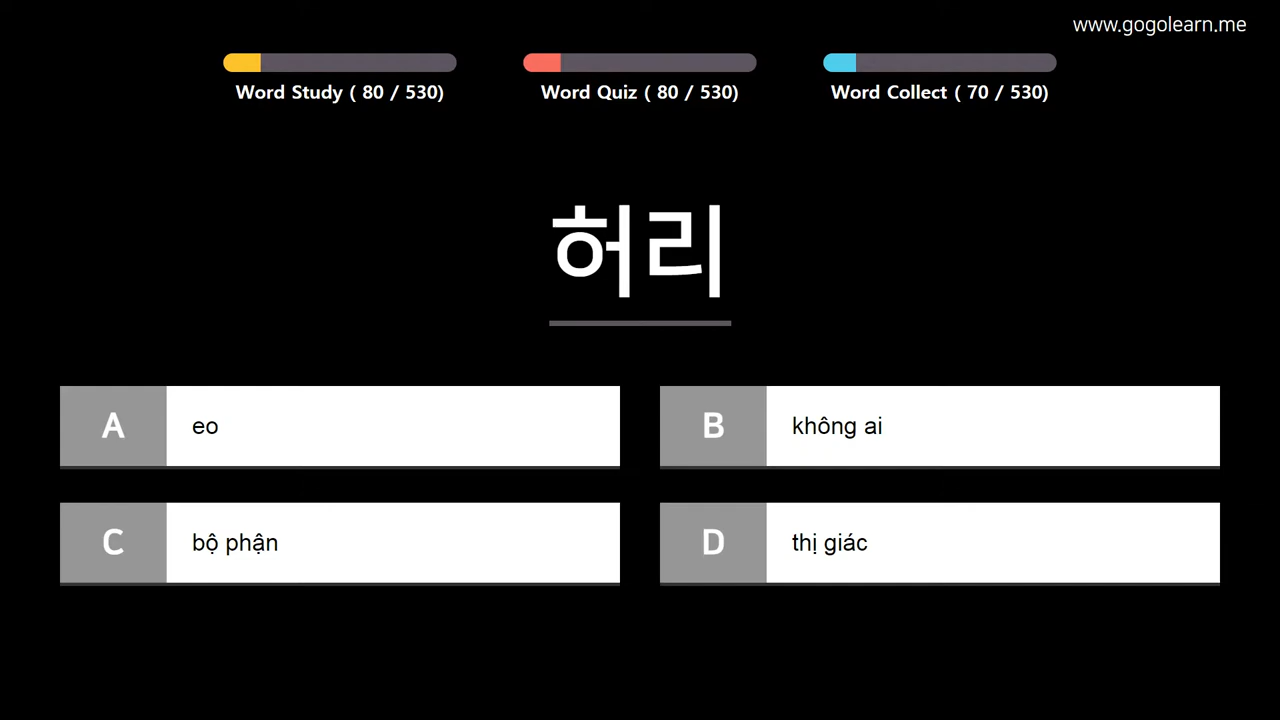 www.gogolearn.me
Word Study ( 80 / 530)
Word Quiz ( 80 / 530)
Word Collect ( 70 / 530)
허리
A
eo
B
không ai
C
bộ phận
D
thị giác